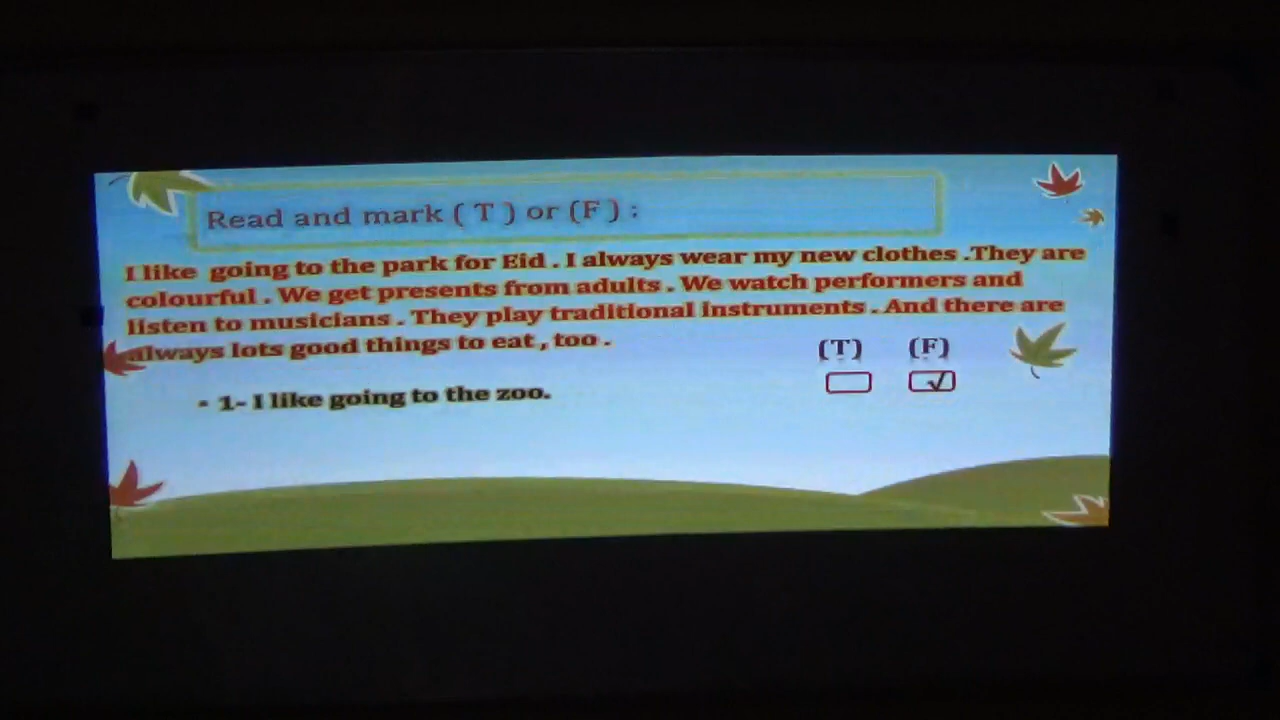 Read and mark ( T ) or (F ) :
I like going to the park for Eid . I always wear my new clothes .They are
colourful . We get presents from adults . We watch performers and
listen to musicians . They play traditional instruments . And there are
always lots good things to eat , too .
(T) (F)
▪ 1- I like going to the zoo. ✓